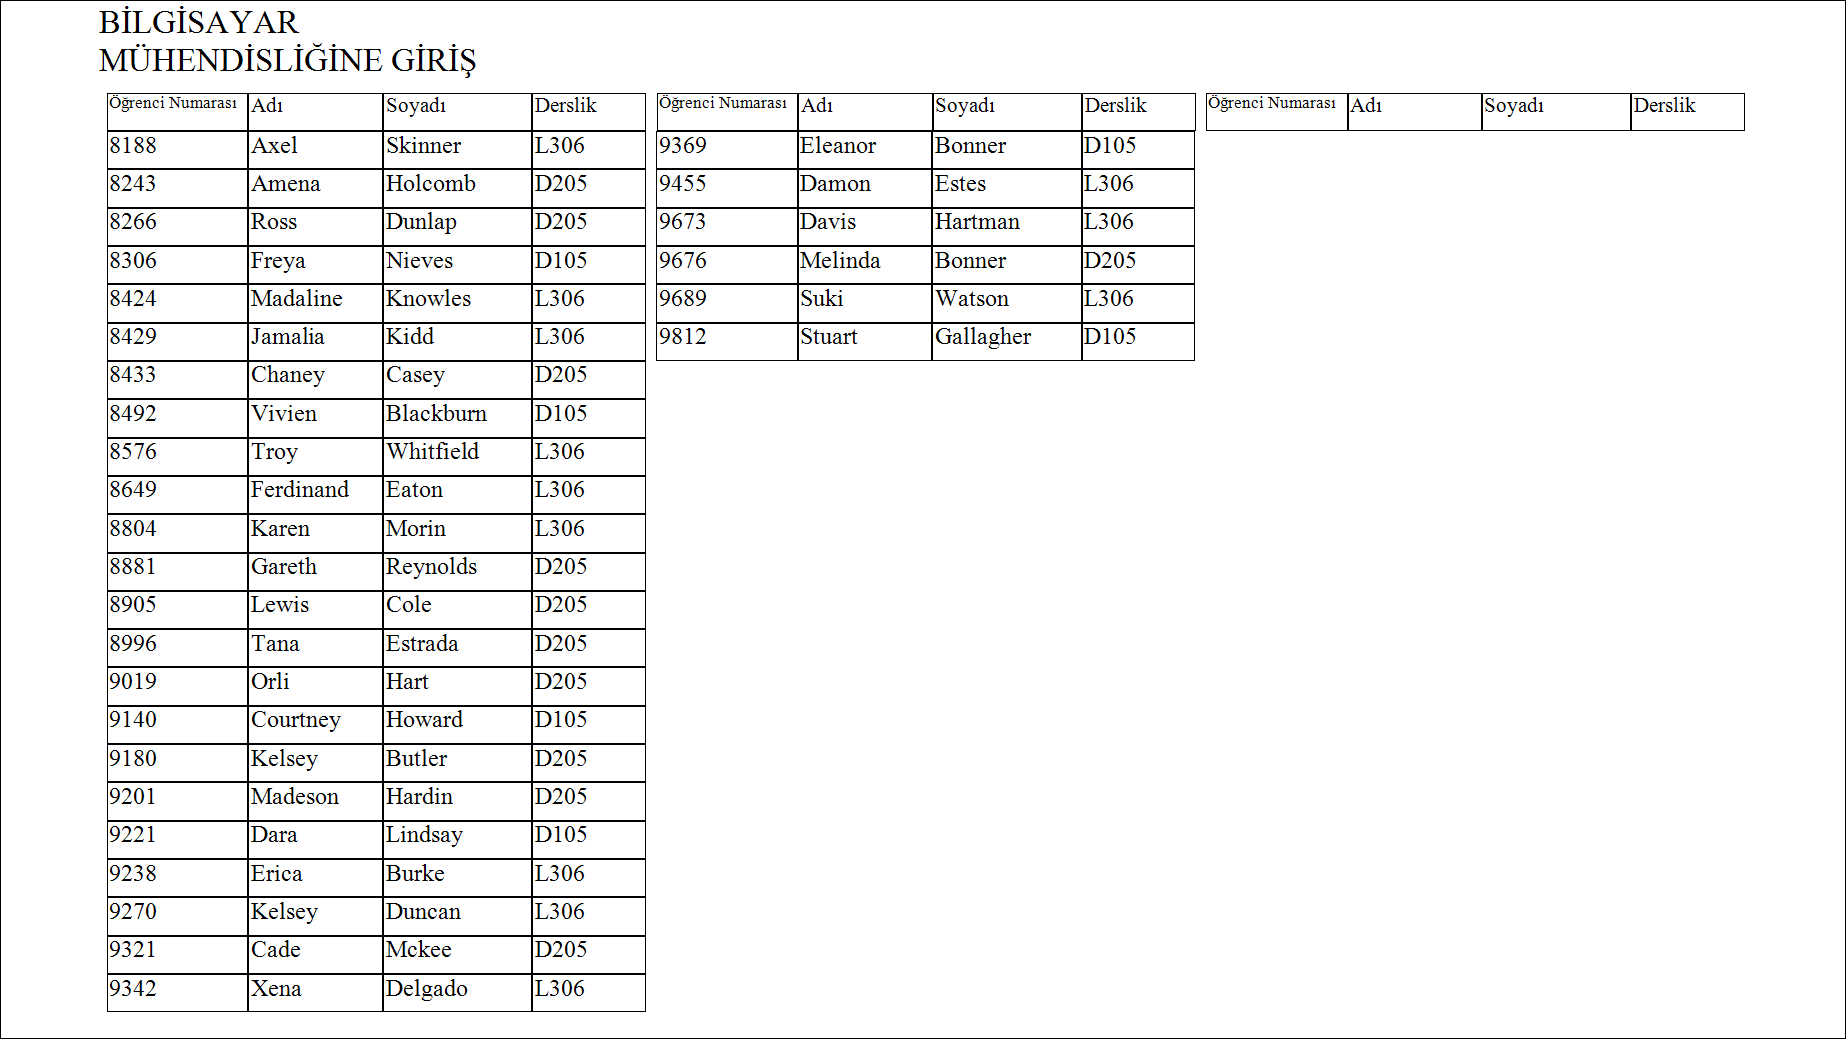 BİLGİSAYAR
MÜHENDİSLİĞİNE GİRİŞ
Öğrenci Numarası Adı Soyadı Derslik
8188 Axel Skinner L306
8243 Amena Holcomb D205
8266 Ross Dunlap D205
8306 Freya Nieves D105
8424 Madaline Knowles L306
8429 Jamalia Kidd L306
8433 Chaney Casey D205
8492 Vivien Blackburn D105
8576 Troy Whitfield L306
8649 Ferdinand Eaton L306
8804 Karen Morin L306
8881 Gareth Reynolds D205
8905 Lewis Cole D205
8996 Tana Estrada D205
9019 Orli Hart D205
9140 Courtney Howard D105
9180 Kelsey Butler D205
9201 Madeson Hardin D205
9221 Dara Lindsay D105
9238 Erica Burke L306
9270 Kelsey Duncan L306
9321 Cade Mckee D205
9342 Xena Delgado L306
Öğrenci Numarası Adı Soyadı Derslik
9369 Eleanor Bonner D105
9455 Damon Estes L306
9673 Davis Hartman L306
9676 Melinda Bonner D205
9689 Suki Watson L306
9812 Stuart Gallagher D105
Öğrenci Numarası Adı Soyadı Derslik